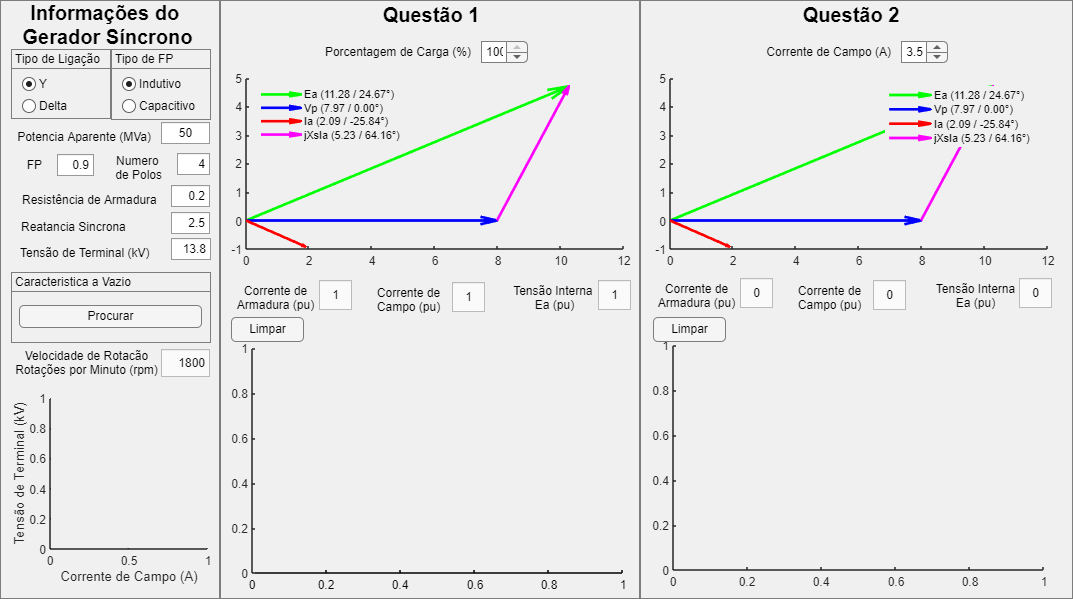 Informações do
Gerador Síncrono
Tipo de Ligação
Y
Delta
Tipo de FP
Indutivo
Capacitivo
Potencia Aparente (MVa)
50
FP
0.9
Numero
de Polos
4
Resistência de Armadura
0.2
Reatancia Sincrona
2.5
Tensão de Terminal (kV)
13.8
Caracteristica a Vazio
Procurar
Velocidade de Rotacão
Rotações por Minuto (rpm)
1800
Tensão de Terminal (kV)
1
0.8
0.6
0.4
0.2
0
0
0.5
1
Corrente de Campo (A)
Questão 1
Porcentagem de Carga (%)
100
5
4
3
2
1
0
-1
Ea (11.28 / 24.67°)
Vp (7.97 / 0.00°)
Ia (2.09 / -25.84°)
jXsIa (5.23 / 64.16°)
0
2
4
6
8
10
12
Corrente de
Armadura (pu)
1
Corrente de
Campo (pu)
1
Tensão Interna
Ea (pu)
1
Limpar
1
0.8
0.6
0.4
0.2
0
0
0.2
0.4
0.6
0.8
1
Questão 2
Corrente de Campo (A)
3.5
5
4
3
2
1
0
-1
Ea (11.28 / 24.67°)
Vp (7.97 / 0.00°)
Ia (2.09 / -25.84°)
jXsIa (5.23 / 64.16°)
0
2
4
6
8
10
12
Corrente de
Armadura (pu)
0
Corrente de
Campo (pu)
0
Tensão Interna
Ea (pu)
0
Limpar
1
0.8
0.6
0.4
0.2
0
0
0.2
0.4
0.6
0.8
1